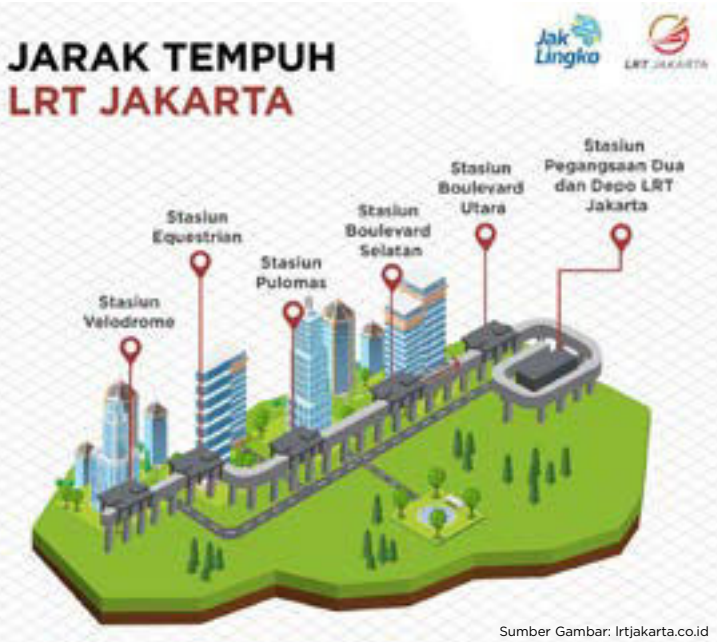 JARAK TEMPUH
LRT JAKARTA
Jak
Lingko
LRT JAKARTA
Stasiun
Pegangsaan Dua
dan Depo LRT
Jakarta
Stasiun
Boulevard
Utara
Stasiun
Boulevard
Selatan
Stasiun
Equestrian
Stasiun
Pulomas
Stasiun
Velodrome
Sumber Gambar: lrtjakarta.co.id